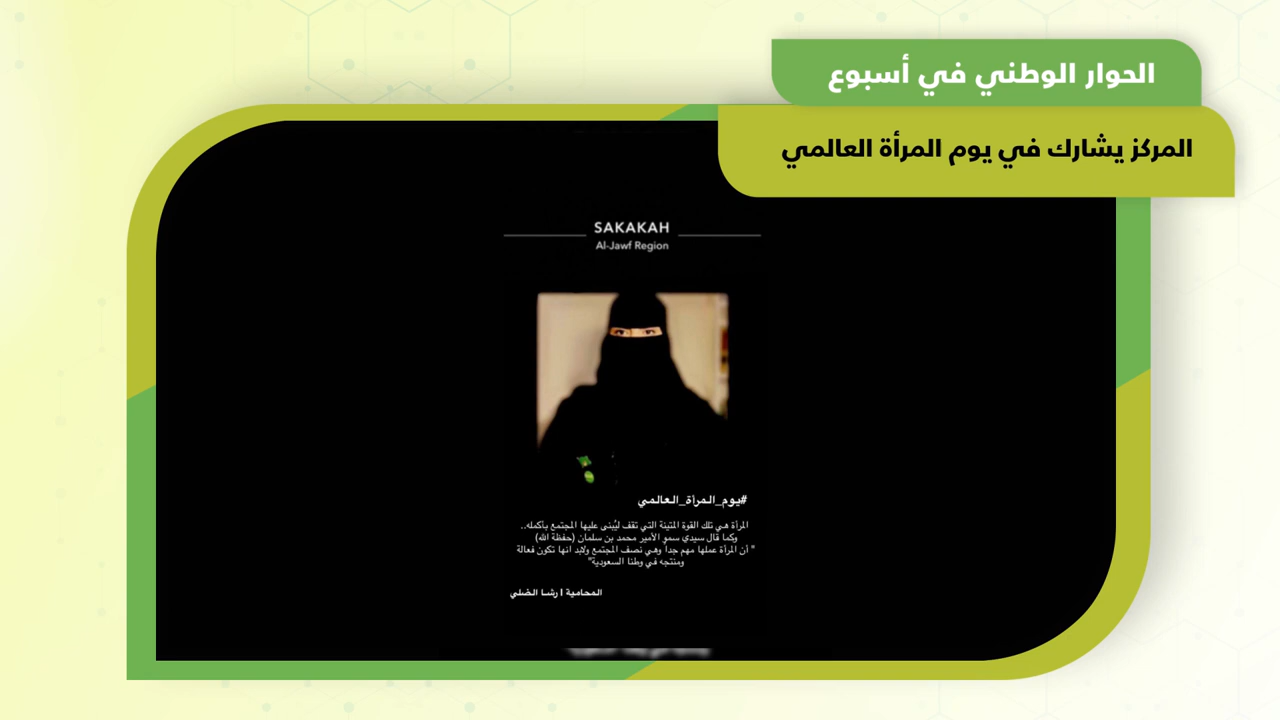 الحوار الوطني في أسبوع
المركز يشارك في يوم المرأة العالمي
SAKAKAH
Al-Jawf Region
#يوم_المرأة_العالمي
المرأة هي تلك القوة المتينة التي تقف ليُبنى عليها المجتمع بأكمله..
وكما قال سيدي سمو الأمير محمد بن سلمان (حفظة الله)
" أن المرأة عملها مهم جداً وهي نصف المجتمع ولابد انها تكون فعالة
ومنتجه في وطنا السعودية"
المحامية | رشا